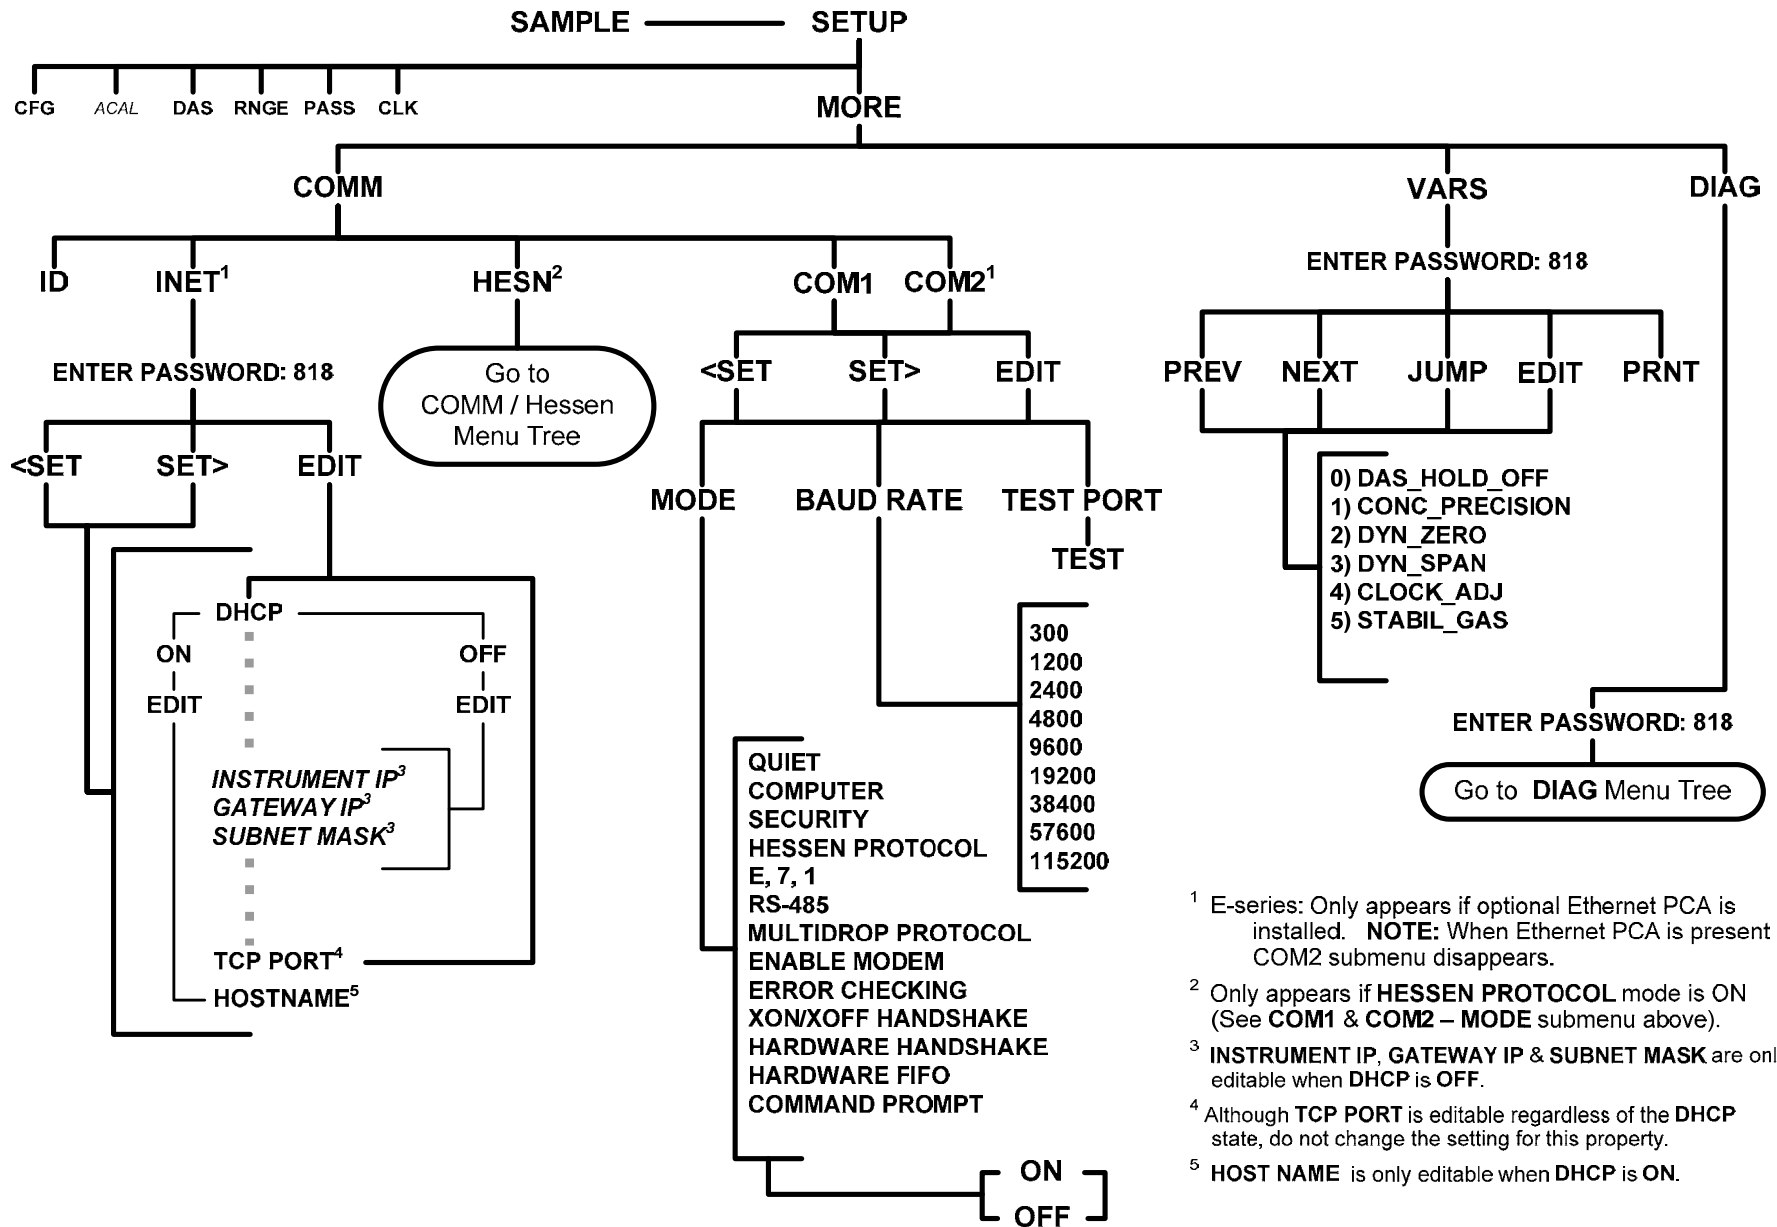 SAMPLE SETUP
CFG ACAL DAS RNGE PASS CLK
MORE
COMM VARS DIAG
ID INET1 HESN2 COM1 COM21
ENTER PASSWORD: 818
Go to
COMM / Hessen
Menu Tree
<SET SET> EDIT
PREV NEXT JUMP EDIT PRNT
ENTER PASSWORD: 818
<SET SET> EDIT
MODE BAUD RATE TEST PORT
TEST
0) DAS_HOLD_OFF
1) CONC_PRECISION
2) DYN_ZERO
3) DYN_SPAN
4) CLOCK_ADJ
5) STABIL_GAS
DHCP
ON OFF
EDIT EDIT
INSTRUMENT IP3
GATEWAY IP3
SUBNET MASK3
TCP PORT4
HOSTNAME5
300
1200
2400
4800
9600
19200
38400
57600
115200
QUIET
COMPUTER
SECURITY
HESSEN PROTOCOL
E, 7, 1
RS-485
MULTIDROP PROTOCOL
ENABLE MODEM
ERROR CHECKING
XON/XOFF HANDSHAKE
HARDWARE HANDSHAKE
HARDWARE FIFO
COMMAND PROMPT
ON
OFF
ENTER PASSWORD: 818
Go to DIAG Menu Tree
1 E-series: Only appears if optional Ethernet PCA is
installed. NOTE: When Ethernet PCA is present
COM2 submenu disappears.
2 Only appears if HESSEN PROTOCOL mode is ON
(See COM1 & COM2 – MODE submenu above).
3 INSTRUMENT IP, GATEWAY IP & SUBNET MASK are onl
editable when DHCP is OFF.
4 Although TCP PORT is editable regardless of the DHCP
state, do not change the setting for this property.
5 HOST NAME is only editable when DHCP is ON.